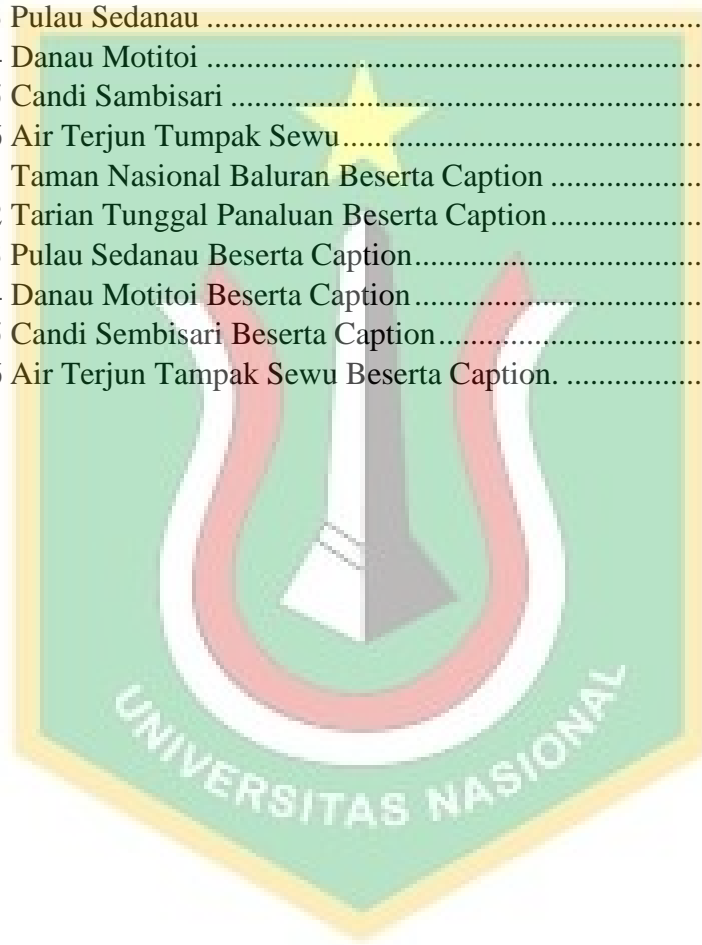 Pulau Sedanau ..............................................................
Danau Motitoi ..............................................................
Candi Sambisari ...........................................................
Air Terjun Tumpak Sewu.............................................
Taman Nasional Baluran Beserta Caption ...................
Tarian Tunggal Panaluan Beserta Caption...................
Pulau Sedanau Beserta Caption....................................
Danau Motitoi Beserta Caption ....................................
Candi Sembisari Beserta Caption.................................
Air Terjun Tampak Sewu Beserta Caption. .................
UNIVERSITAS NASIONAL